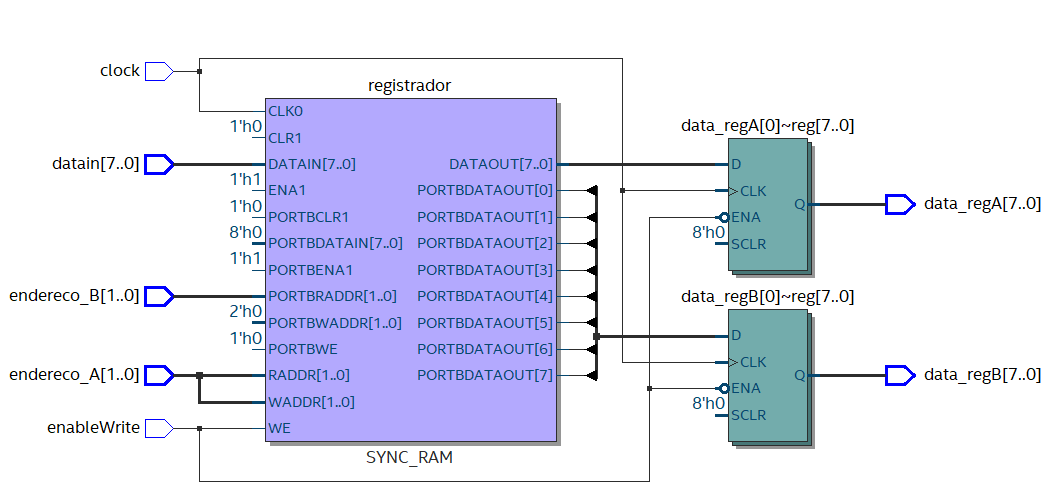 clock
registrador
CLK0
1'h0
CLR1
data_regA[0]~reg[7..0]
datain[7..0]
DATAIN[7..0]
DATAOUT[7..0]
D
1'h1
ENA1
PORTBDATAOUT[0]
CLK
1'h0
PORTBCLR1
PORTBDATAOUT[1]
ENA
Q
data_regA[7..0]
8'h0
PORTBDATAIN[7..0]
PORTBDATAOUT[2]
8'h0
SCLR
1'h1
PORTBENA1
PORTBDATAOUT[3]
endereco_B[1..0]
PORTBRADDR[1..0]
PORTBDATAOUT[4]
data_regB[0]~reg[7..0]
2'h0
PORTBWADDR[1..0]
PORTBDATAOUT[5]
D
1'h0
PORTBWE
PORTBDATAOUT[6]
CLK
endereco_A[1..0]
RADDR[1..0]
PORTBDATAOUT[7]
ENA
Q
data_regB[7..0]
WADDR[1..0]
8'h0
SCLR
enableWrite
WE
SYNC_RAM